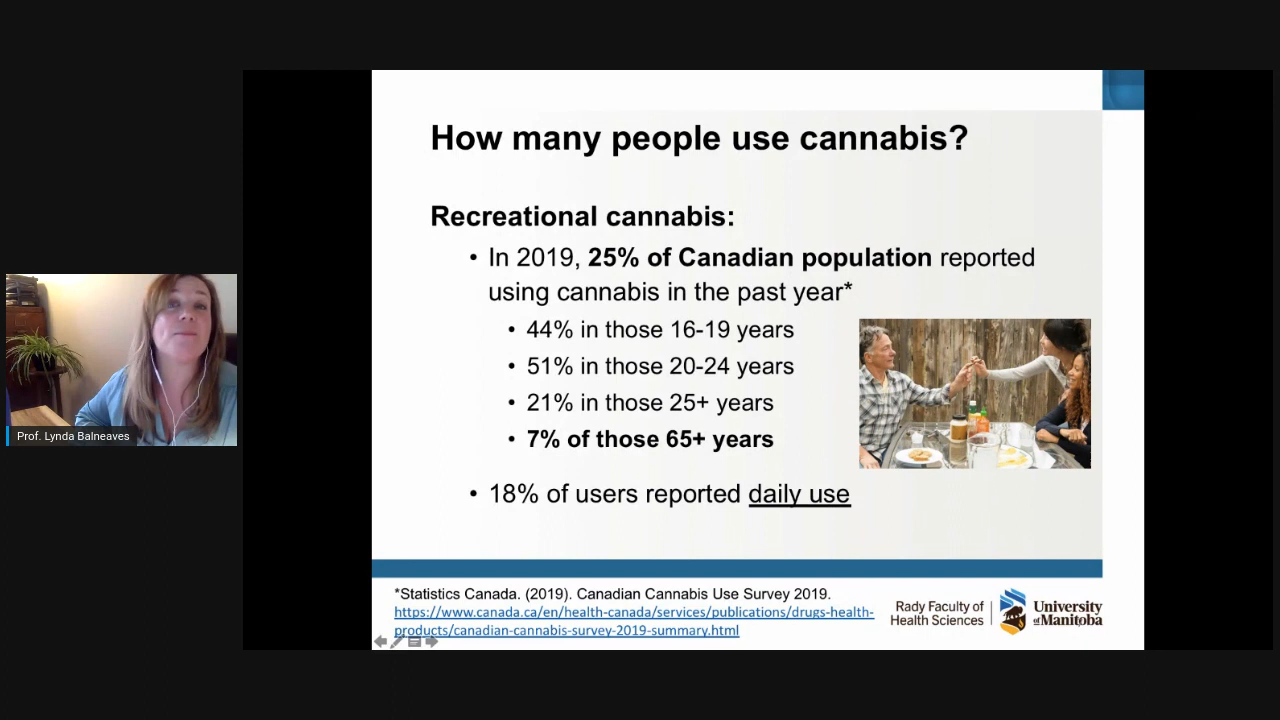 How many people use cannabis?
Recreational cannabis:
• In 2019, 25% of Canadian population reported
using cannabis in the past year*
• 44% in those 16-19 years
• 51% in those 20-24 years
• 21% in those 25+ years
• 7% of those 65+ years
• 18% of users reported daily use
Prof. Lynda Balneaves
*Statistics Canada. (2019). Canadian Cannabis Use Survey 2019.
https://www.canada.ca/en/health-canada/services/publications/drugs-health-
products/canadian-cannabis-survey-2019-summary.html
Rady Faculty of
Health Sciences
University
of Manitoba